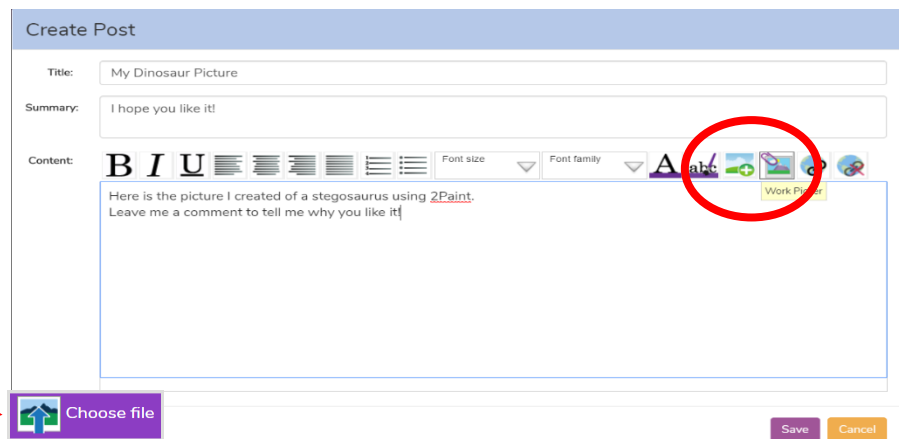 Create Post
Title: My Dinosaur Picture
Summary: I hope you like it!
Content: B I U Font size Font family A abc
Work Picker
Here is the picture I created of a stegosaurus using 2Paint.
Leave me a comment to tell me why you like it!
Choose file
Save Cancel